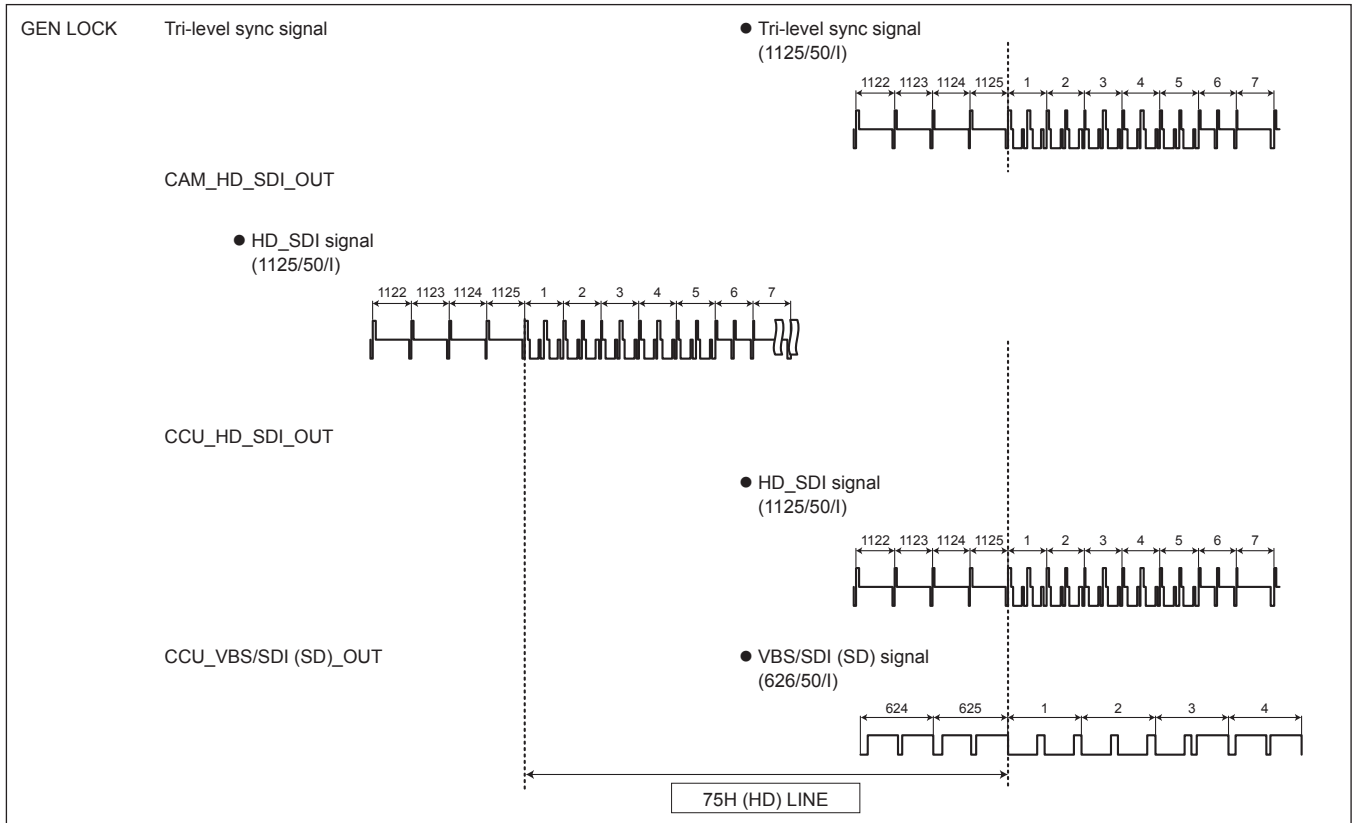 GEN LOCK Tri-level sync signal
● Tri-level sync signal
(1125/50/I)
1122 1123 1124 1125 1 2 3 4 5 6 7
CAM_HD_SDI_OUT
● HD_SDI signal
(1125/50/I)
1122 1123 1124 1125 1 2 3 4 5 6 7
CCU_HD_SDI_OUT
● HD_SDI signal
(1125/50/I)
1122 1123 1124 1125 1 2 3 4 5 6 7
CCU_VBS/SDI (SD)_OUT
● VBS/SDI (SD) signal
(626/50/I)
624 625 1 2 3 4
75H (HD) LINE